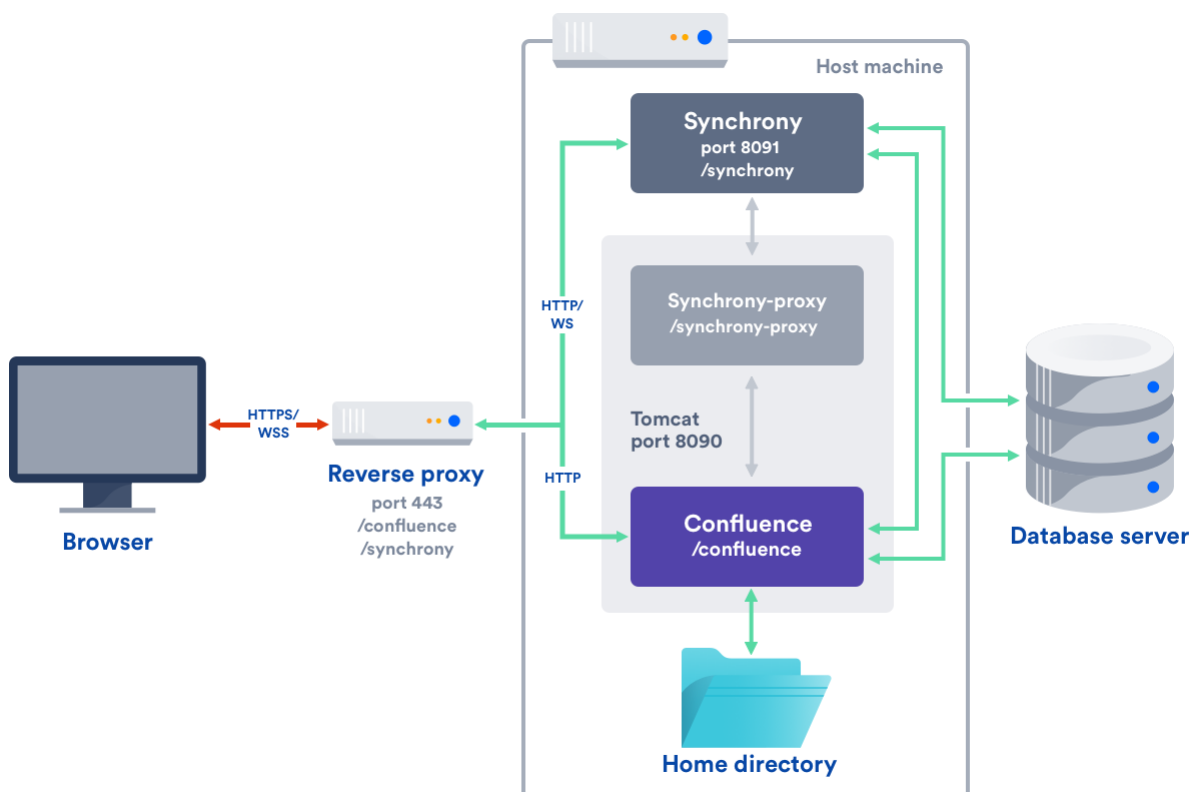 Host machine
Synchrony
port 8091
/synchrony
HTTP/
WS
Synchrony-proxy
/synchrony-proxy
Tomcat
port 8090
HTTPS/
WSS
Reverse proxy
port 443
/confluence
/synchrony
HTTP
Confluence
/confluence
Browser
Database server
Home directory